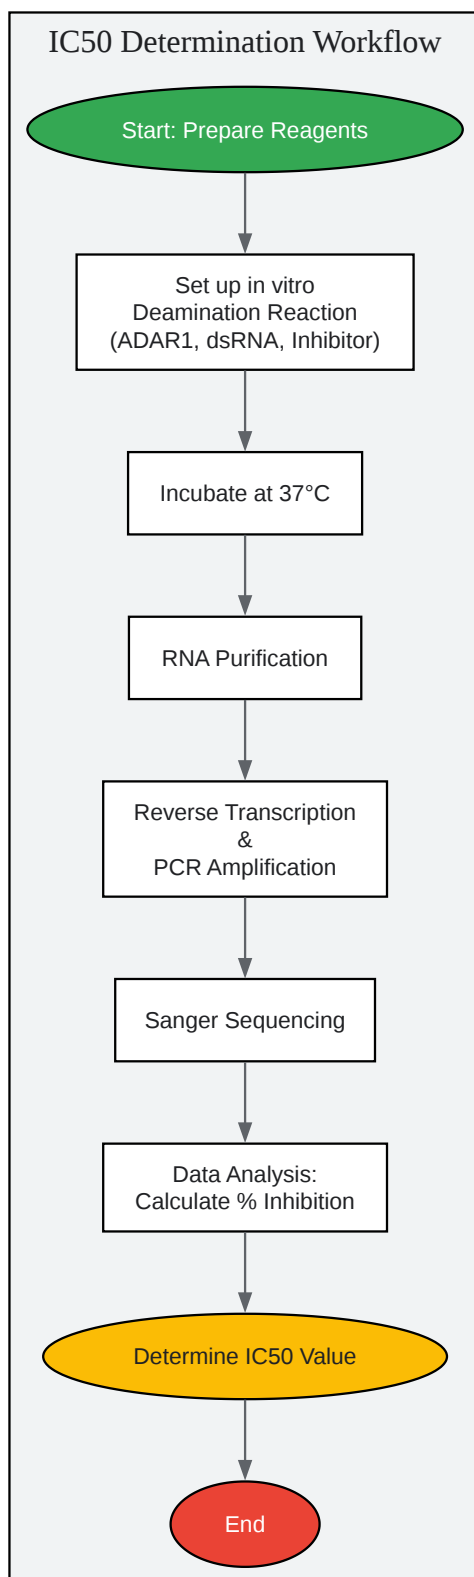 IC50 Determination Workflow
Start: Prepare Reagents
Set up in vitro
Deamination Reaction
(ADAR1, dsRNA, Inhibitor)
Incubate at 37°C
RNA Purification
Reverse Transcription
&
PCR Amplification
Sanger Sequencing
Data Analysis:
Calculate % Inhibition
Determine IC50 Value
End